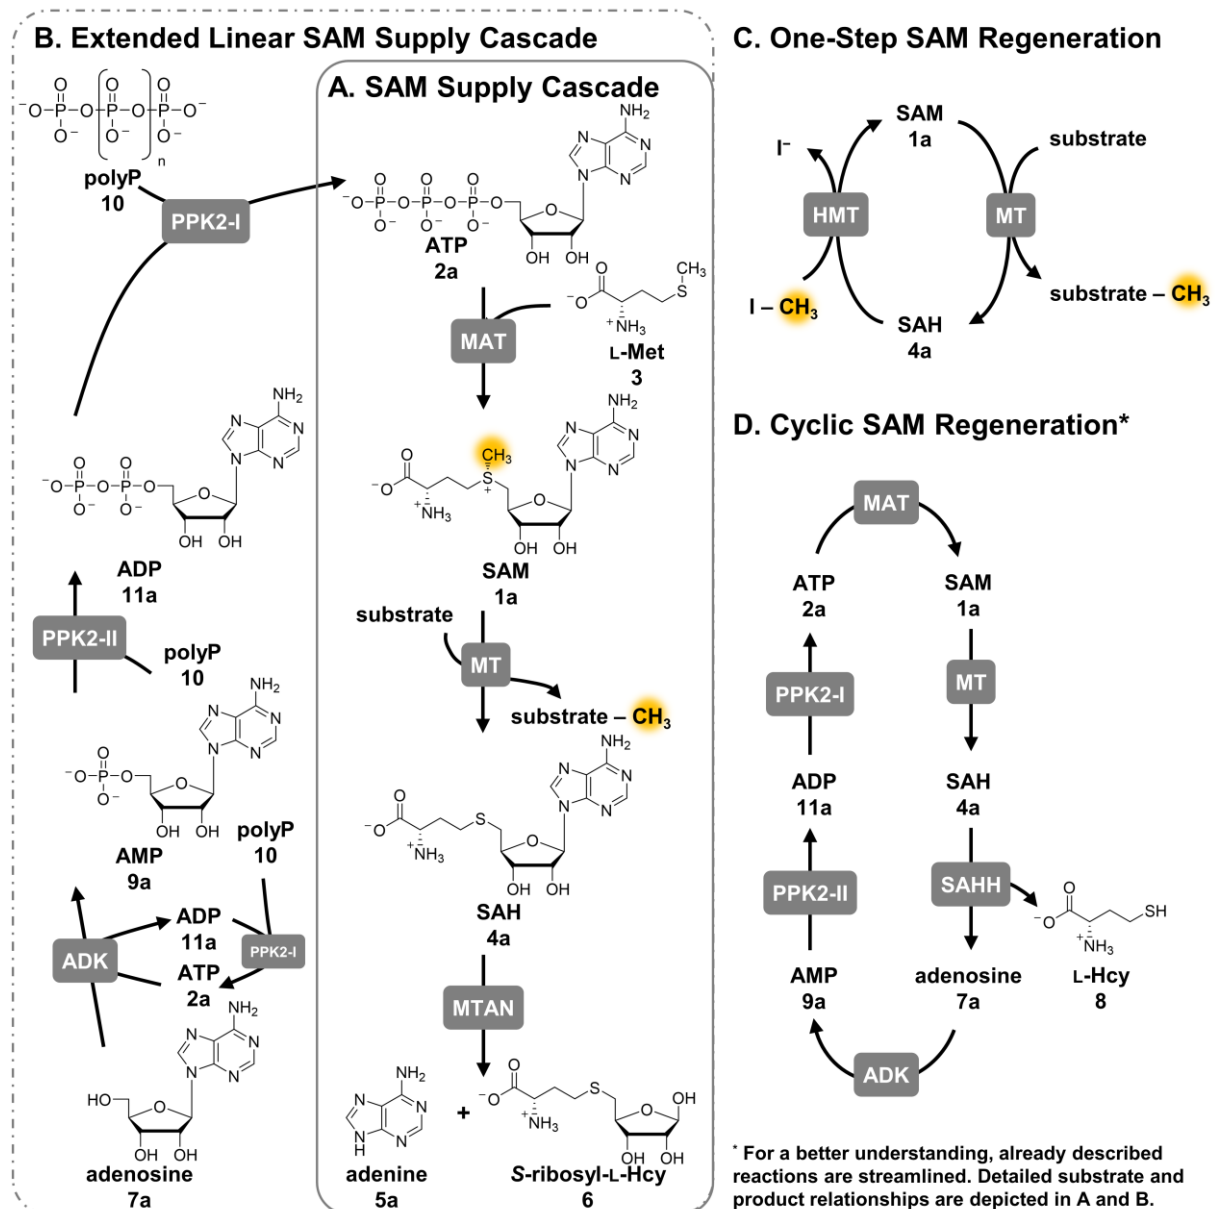 B. Extended Linear SAM Supply Cascade
A. SAM Supply Cascade
polyP
10
n
PPK2-I
ATP
2a
MAT
L-Met
3
SAM
1a
substrate
MT
substrate – CH₃
SAH
4a
MTAN
adenine
5a
+
S-ribosyl-L-Hcy
6
ADP
11a
PPK2-II
polyP
10
AMP
9a
polyP
10
ADP
11a
PPK2-I
ATP
2a
ADK
adenosine
7a
C. One-Step SAM Regeneration
SAM
1a
I⁻
substrate
HMT
MT
I – CH₃
substrate – CH₃
SAH
4a
D. Cyclic SAM Regeneration*
MAT
ATP
2a
SAM
1a
PPK2-I
MT
ADP
11a
SAH
4a
PPK2-II
SAHH
AMP
9a
adenosine
7a
L-Hcy
8
ADK
* For a better understanding, already described
reactions are streamlined. Detailed substrate and
product relationships are depicted in A and B.